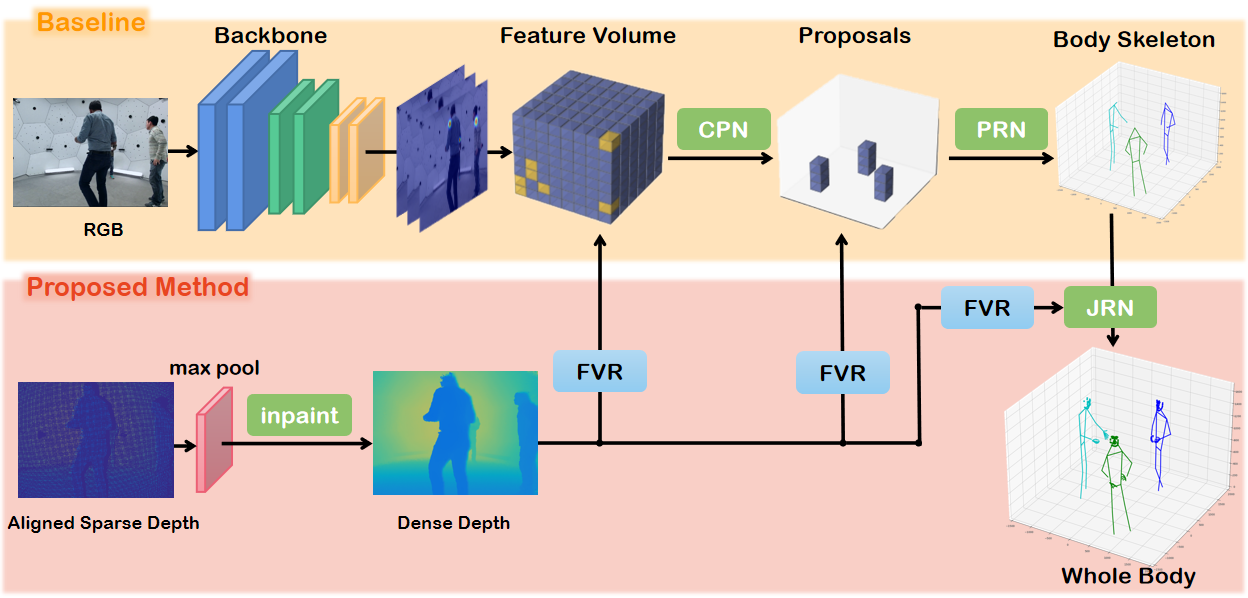 Baseline
Backbone
Feature Volume
Proposals
Body Skeleton
CPN
PRN
RGB
Proposed Method
FVR
JRN
max pool
inpaint
FVR
FVR
Aligned Sparse Depth
Dense Depth
Whole Body